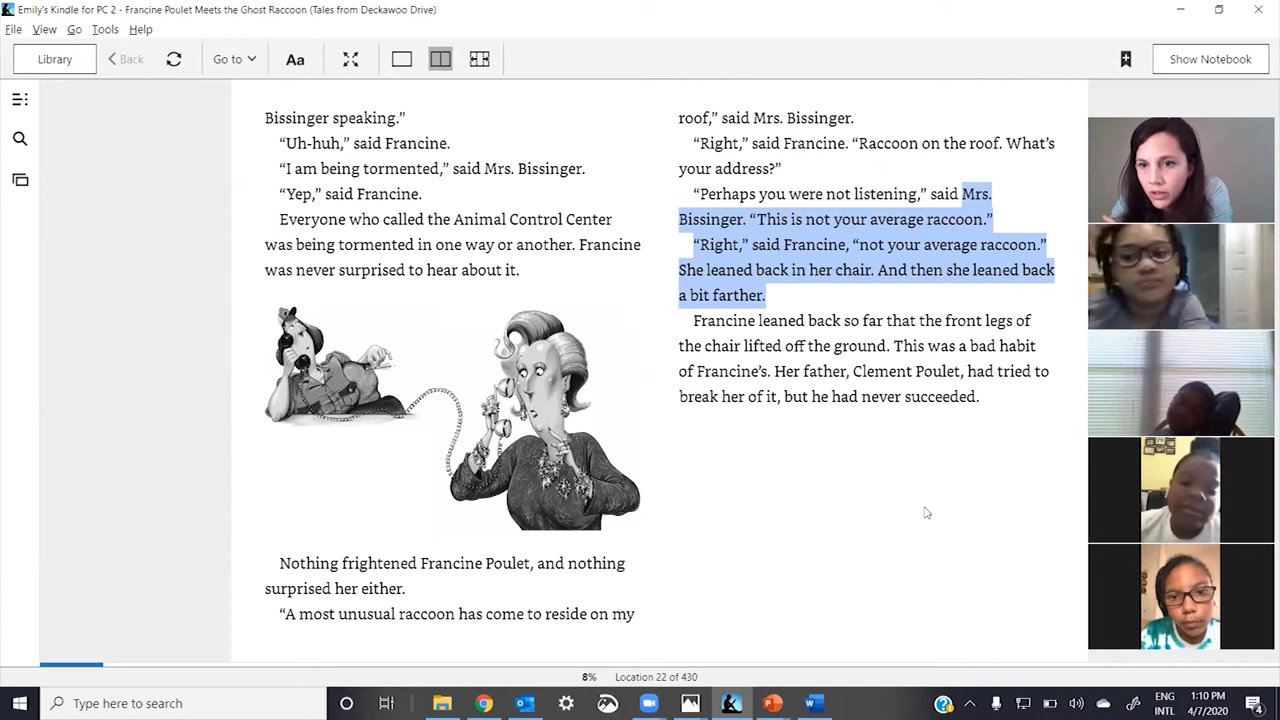 Emily's Kindle for PC 2 - Francine Poulet Meets the Ghost Raccoon (Tales from Deckawoo Drive)
File View Go Tools Help
Library Back Go to Aa Show Notebook
Bissinger speaking.”
“Uh-huh,” said Francine.
“I am being tormented,” said Mrs. Bissinger.
“Yep,” said Francine.
Everyone who called the Animal Control Center
was being tormented in one way or another. Francine
was never surprised to hear about it.
Nothing frightened Francine Poulet, and nothing
surprised her either.
“A most unusual raccoon has come to reside on my
roof,” said Mrs. Bissinger.
“Right,” said Francine. “Raccoon on the roof. What’s
your address?”
“Perhaps you were not listening,” said Mrs.
Bissinger. “This is not your average raccoon.”
“Right,” said Francine, “not your average raccoon.”
She leaned back in her chair. And then she leaned back
a bit farther.
Francine leaned back so far that the front legs of
the chair lifted off the ground. This was a bad habit
of Francine’s. Her father, Clement Poulet, had tried to
break her of it, but he had never succeeded.
8% Location 22 of 430
Type here to search
ENG
INTL
1:10 PM
4/7/2020
4